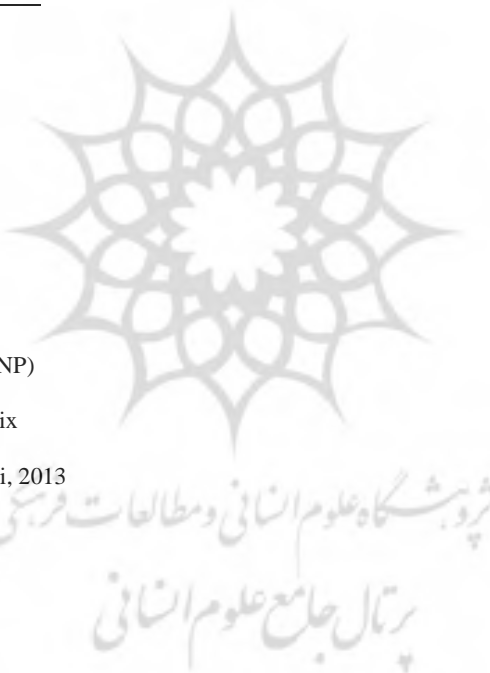 NP)
ix
i, 2013
پژوهشگاه علوم انسانی و مطالعات فرهنگی
پرتال جامع علوم انسانی